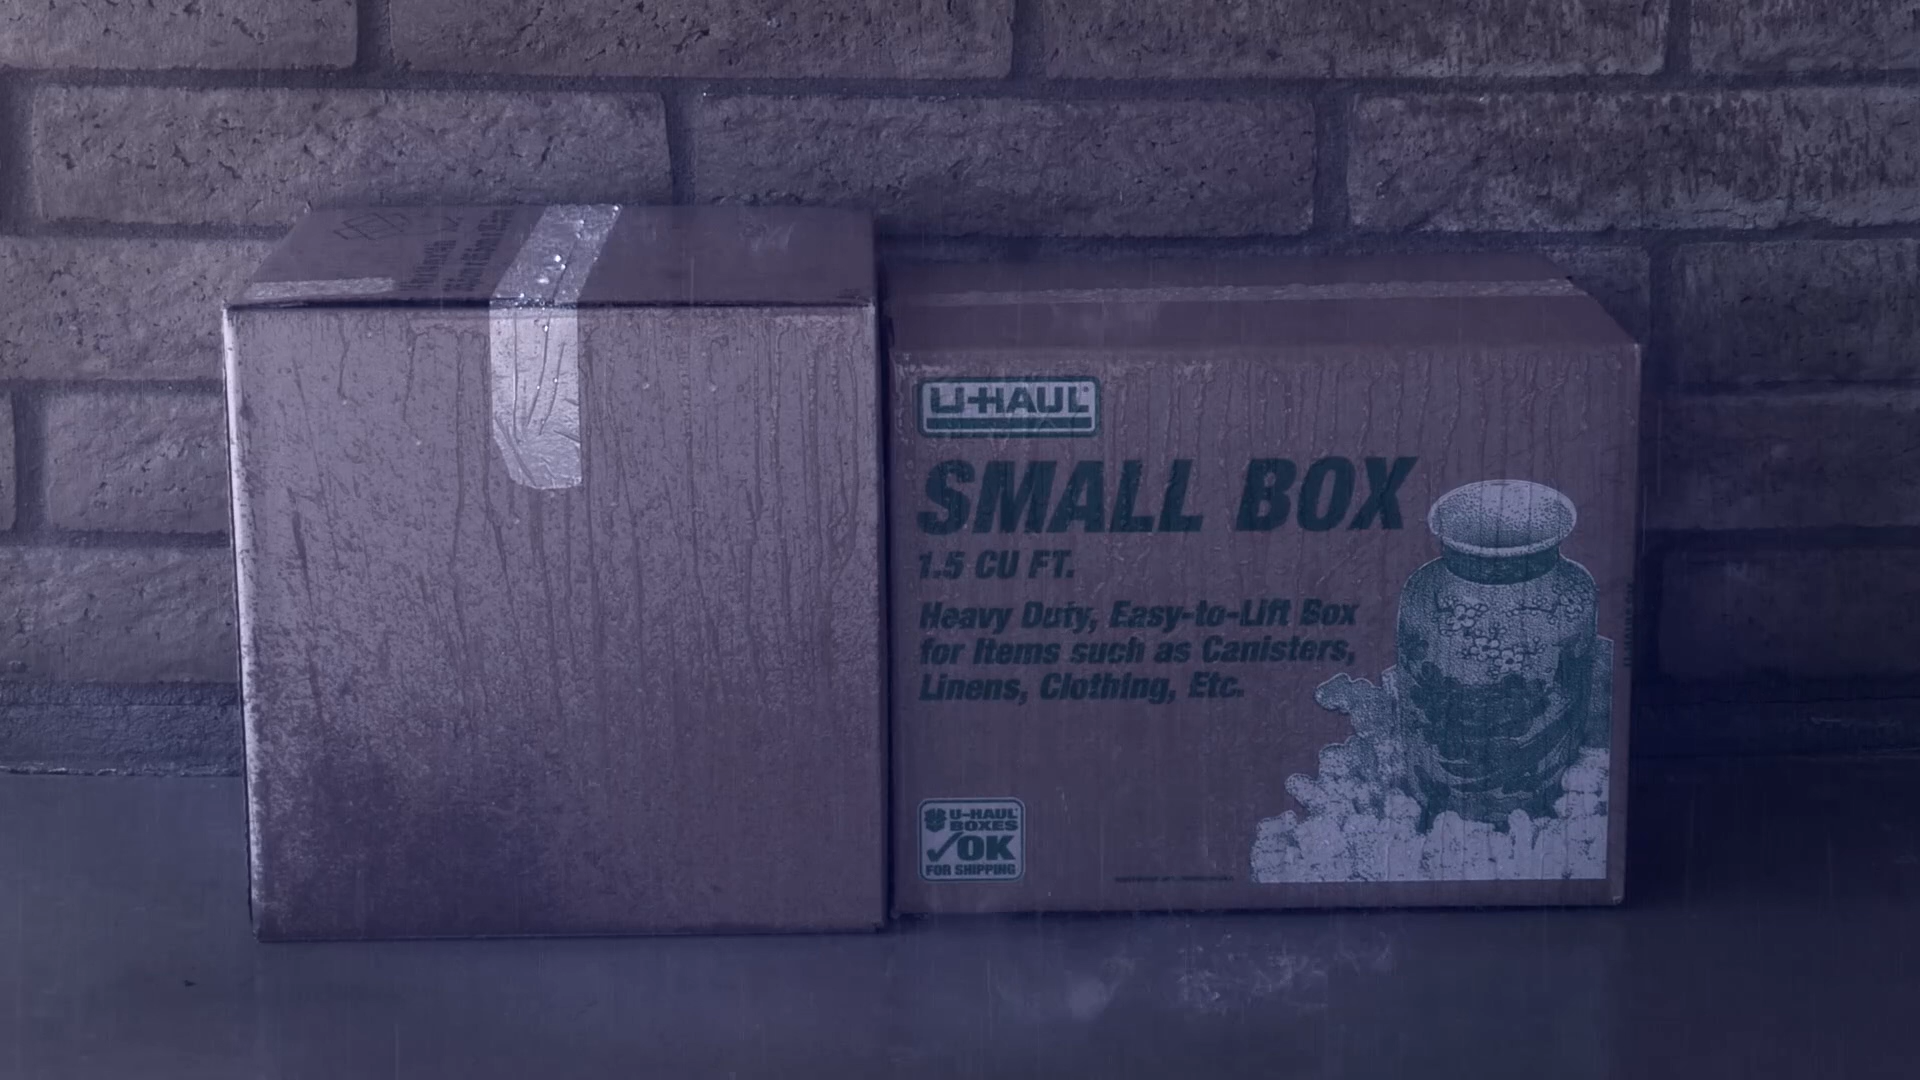 U-HAUL
SMALL BOX
1.5 CU FT.
Heavy Duty, Easy-to-Lift Box
for Items such as Canisters,
Linens, Clothing, Etc.
U-HAUL
BOXES
OK
FOR SHIPPING